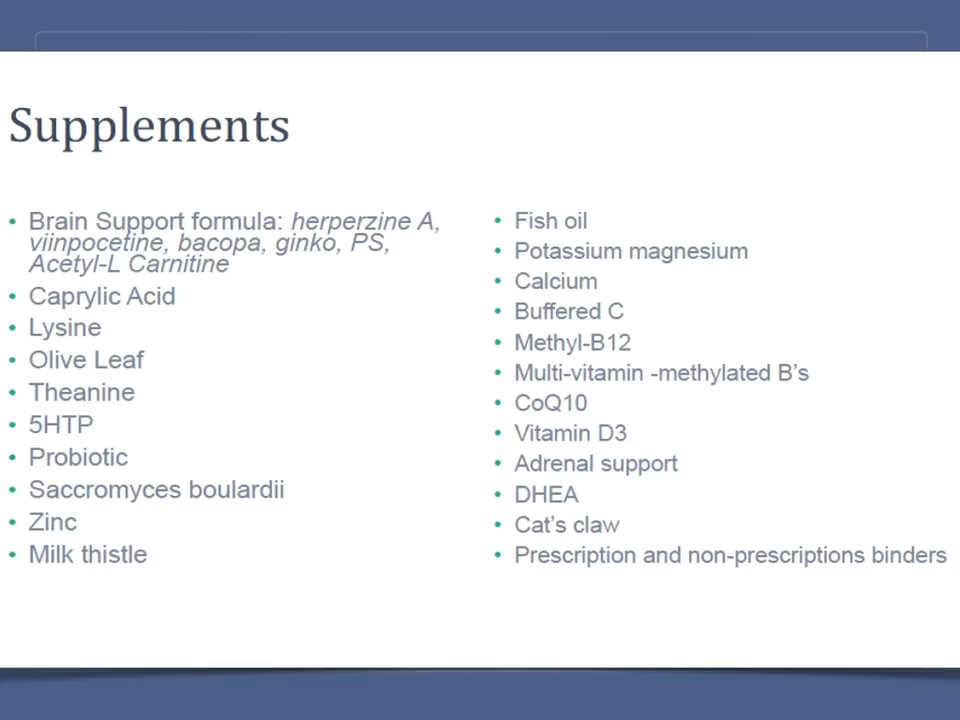 Supplements
• Brain Support formula: herperzine A,
viinpocetine, bacopa, ginko, PS,
Acetyl-L Carnitine
• Caprylic Acid
• Lysine
• Olive Leaf
• Theanine
• 5HTP
• Probiotic
• Saccromyces boulardii
• Zinc
• Milk thistle
• Fish oil
• Potassium magnesium
• Calcium
• Buffered C
• Methyl-B12
• Multi-vitamin -methylated B's
• CoQ10
• Vitamin D3
• Adrenal support
• DHEA
• Cat's claw
• Prescription and non-prescriptions binders